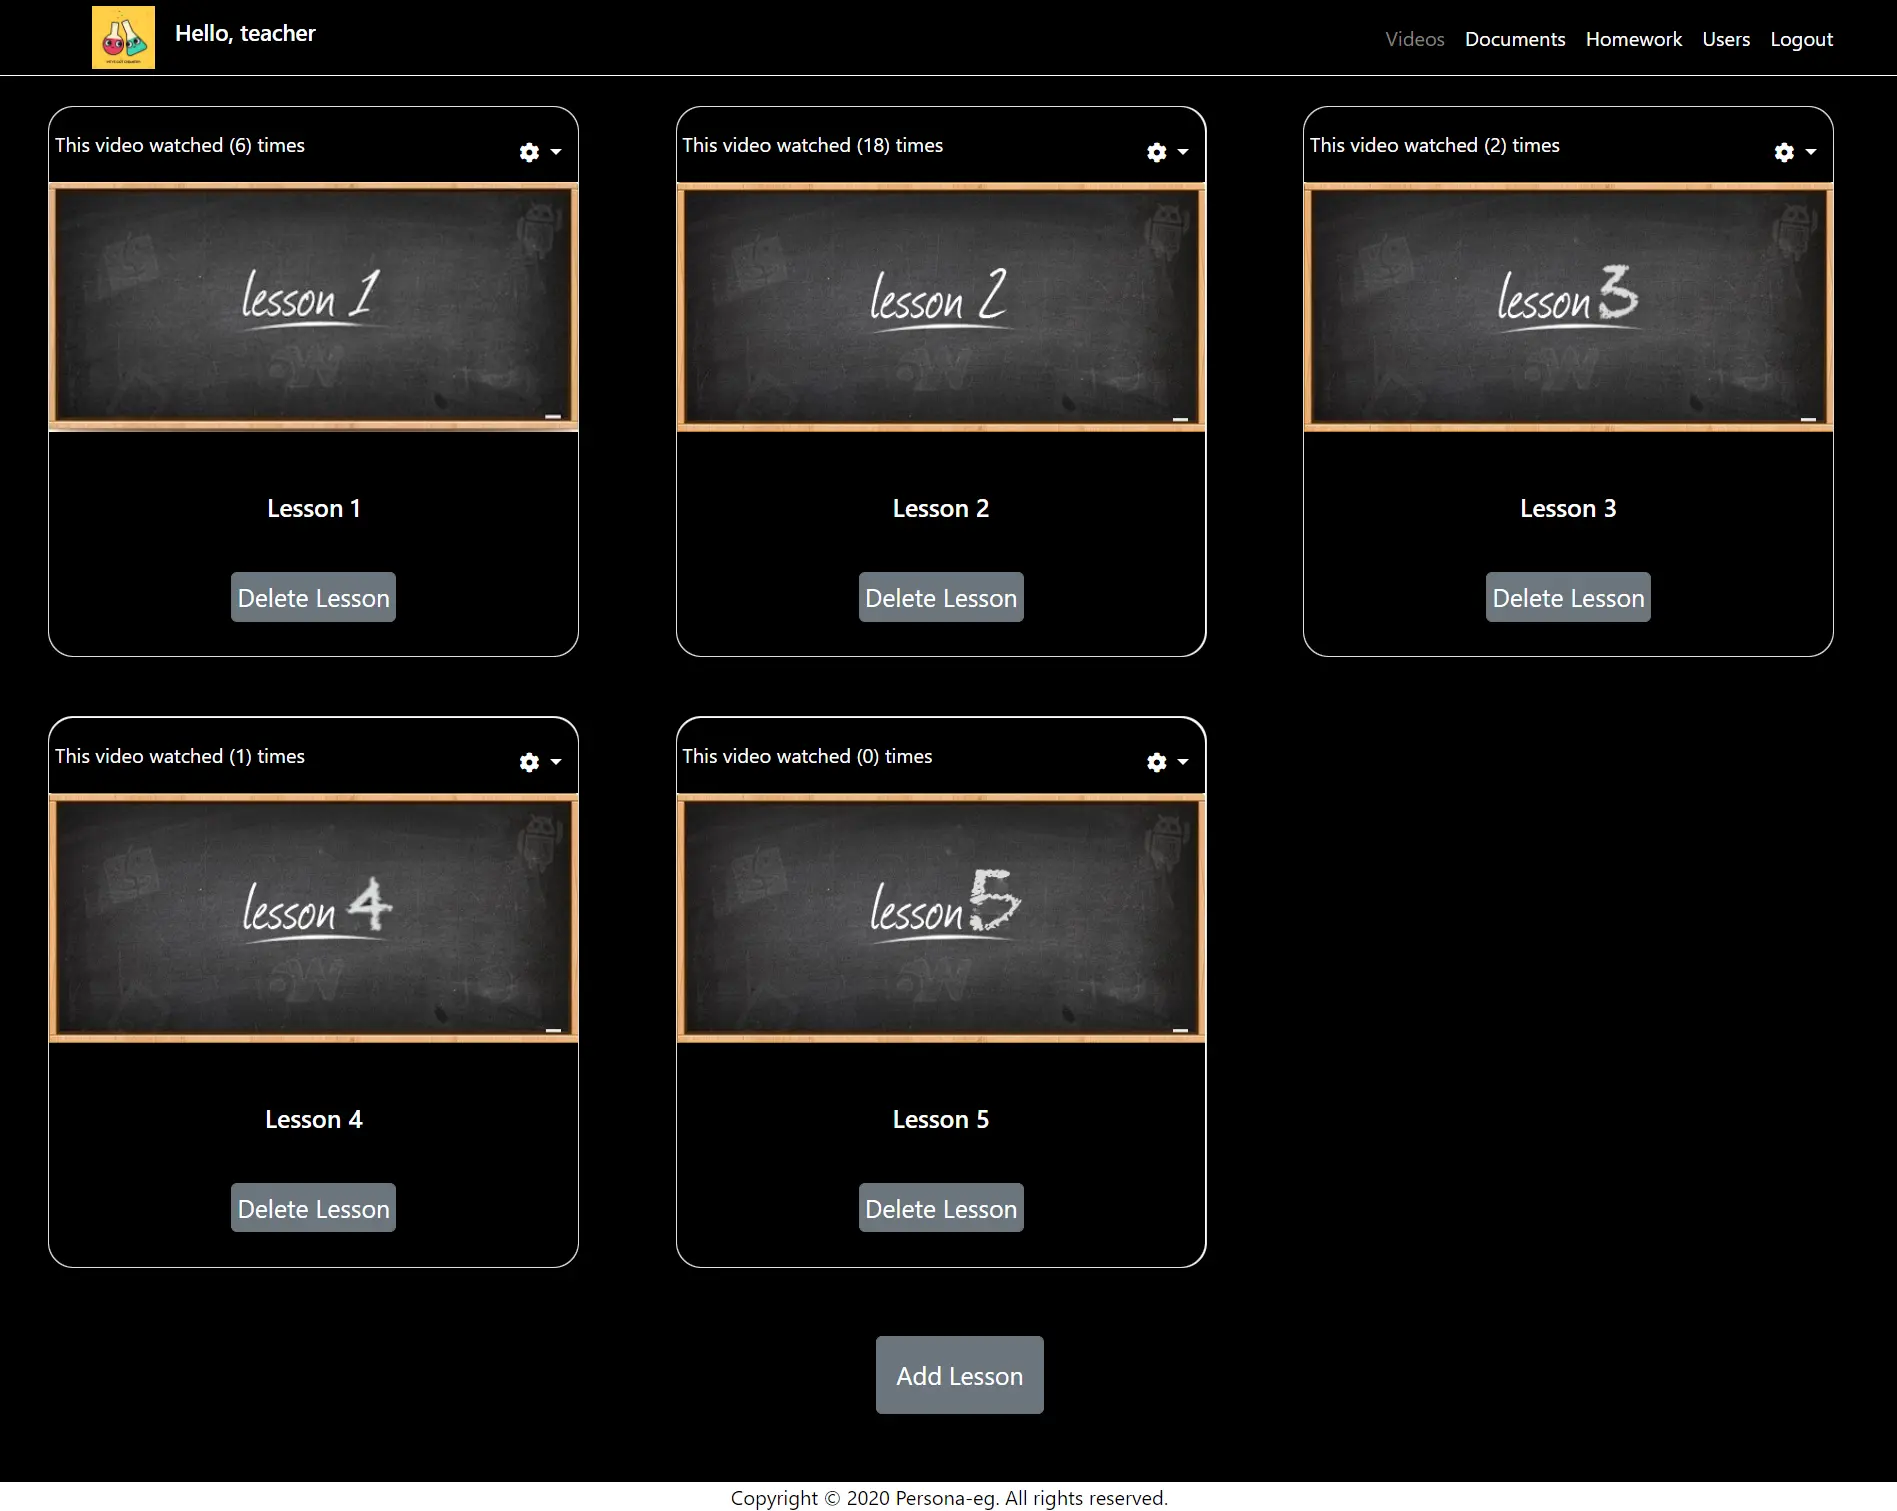 Hello, teacher
Videos Documents Homework Users Logout
This video watched (6) times
lesson 1
Lesson 1
Delete Lesson
This video watched (18) times
lesson 2
Lesson 2
Delete Lesson
This video watched (2) times
lesson 3
Lesson 3
Delete Lesson
This video watched (1) times
lesson 4
Lesson 4
Delete Lesson
This video watched (0) times
lesson 5
Lesson 5
Delete Lesson
Add Lesson
Copyright © 2020 Persona-eg. All rights reserved.